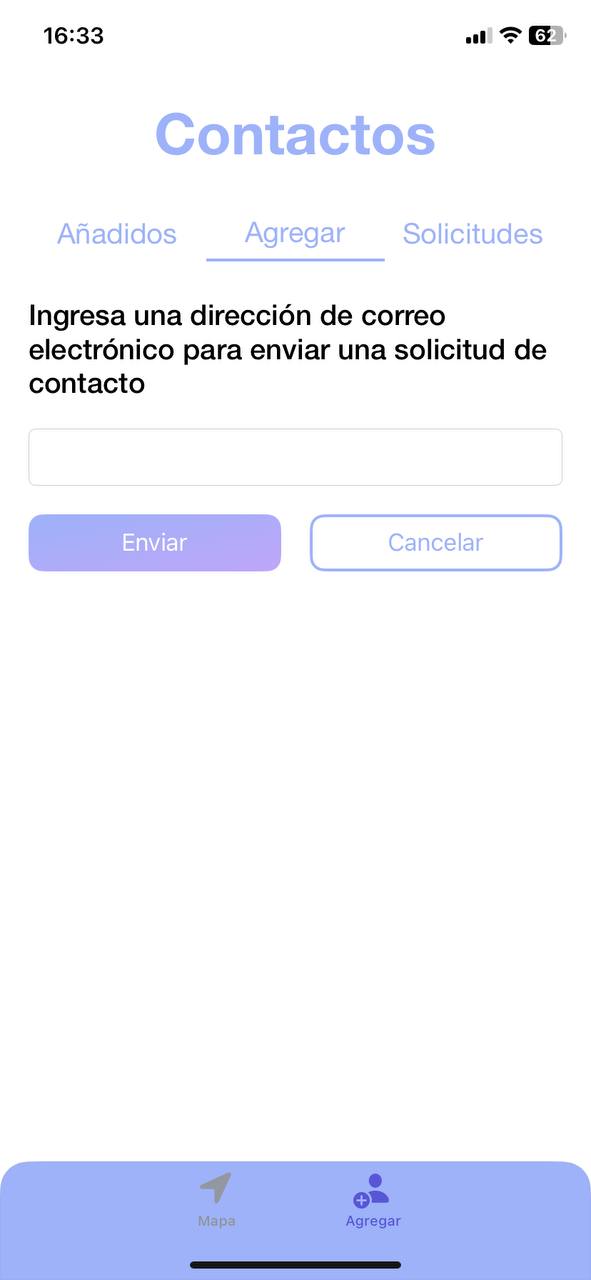 16:33
62
Contactos
Añadidos
Agregar
Solicitudes
Ingresa una dirección de correo
electrónico para enviar una solicitud de
contacto
Enviar
Cancelar
Mapa
Agregar